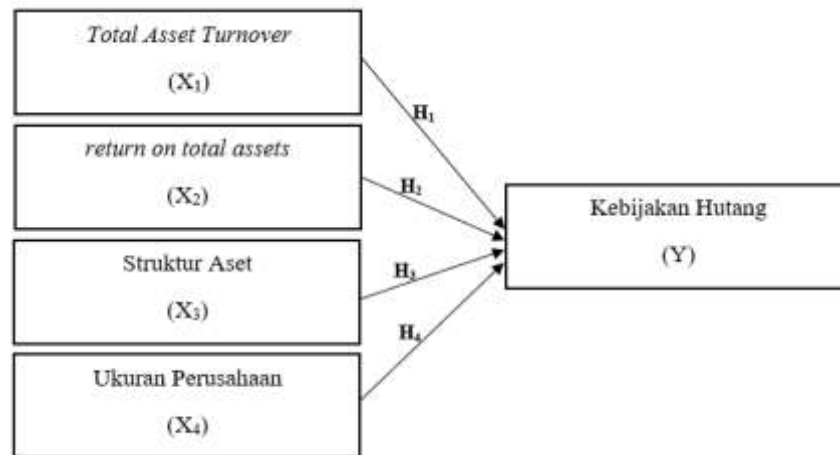 Total Asset Turnover
(X₁)
H₁
return on total assets
(X₂)
H₂
Kebijakan Hutang
(Y)
Struktur Aset
(X₃)
H₃
Ukuran Perusahaan
(X₄)
H₄